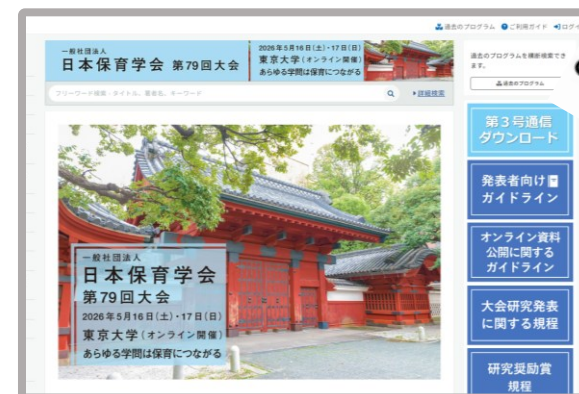 過去のプログラム ご利用ガイド ログイ
一般社団法人
日本保育学会 第79回大会
2026年5月16日(土)・17日(日)
東京大学(オンライン開催)
あらゆる学問は保育につながる
フリーワード検索・タイトル、著者名、キーワード
詳細検索
過去のプログラムを横断検索でき
ます。
過去のプログラム
第3号通信
ダウンロード
発表者向け
ガイドライン
オンライン資料
公開に関する
ガイドライン
大会研究発表
に関する規程
研究奨励賞
規程
一般社団法人
日本保育学会
第79回大会
2026年5月16日(土)・17日(日)
東京大学(オンライン開催)
あらゆる学問は保育につながる